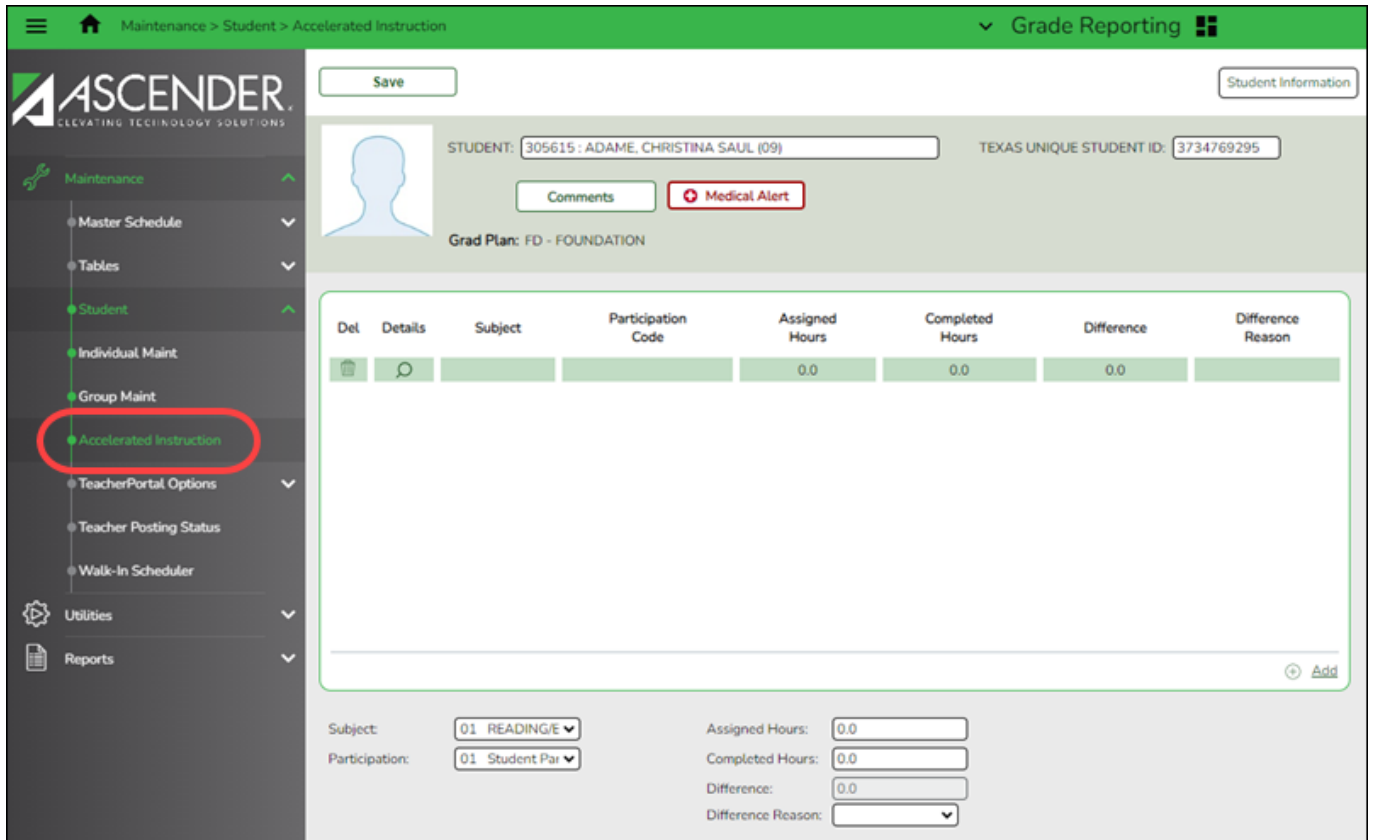 Maintenance > Student > Accelerated Instruction
Grade Reporting
ASCENDER.
ELEVATING TECHNOLOGY SOLUTIONS
Maintenance
Master Schedule
Tables
Student
Individual Maint
Group Maint
Accelerated Instruction
TeacherPortal Options
Teacher Posting Status
Walk-In Scheduler
Utilities
Reports
Save
Student Information
STUDENT: 305615 : ADAME, CHRISTINA SAUL (09) TEXAS UNIQUE STUDENT ID: 3734769295
Comments
Medical Alert
Grad Plan: FD - FOUNDATION
Del Details Subject Participation Code Assigned Hours Completed Hours Difference Difference Reason
0.0 0.0 0.0
Add
Subject: 01 READING/E Assigned Hours: 0.0
Participation: 01 Student Par Completed Hours: 0.0
Difference: 0.0
Difference Reason: